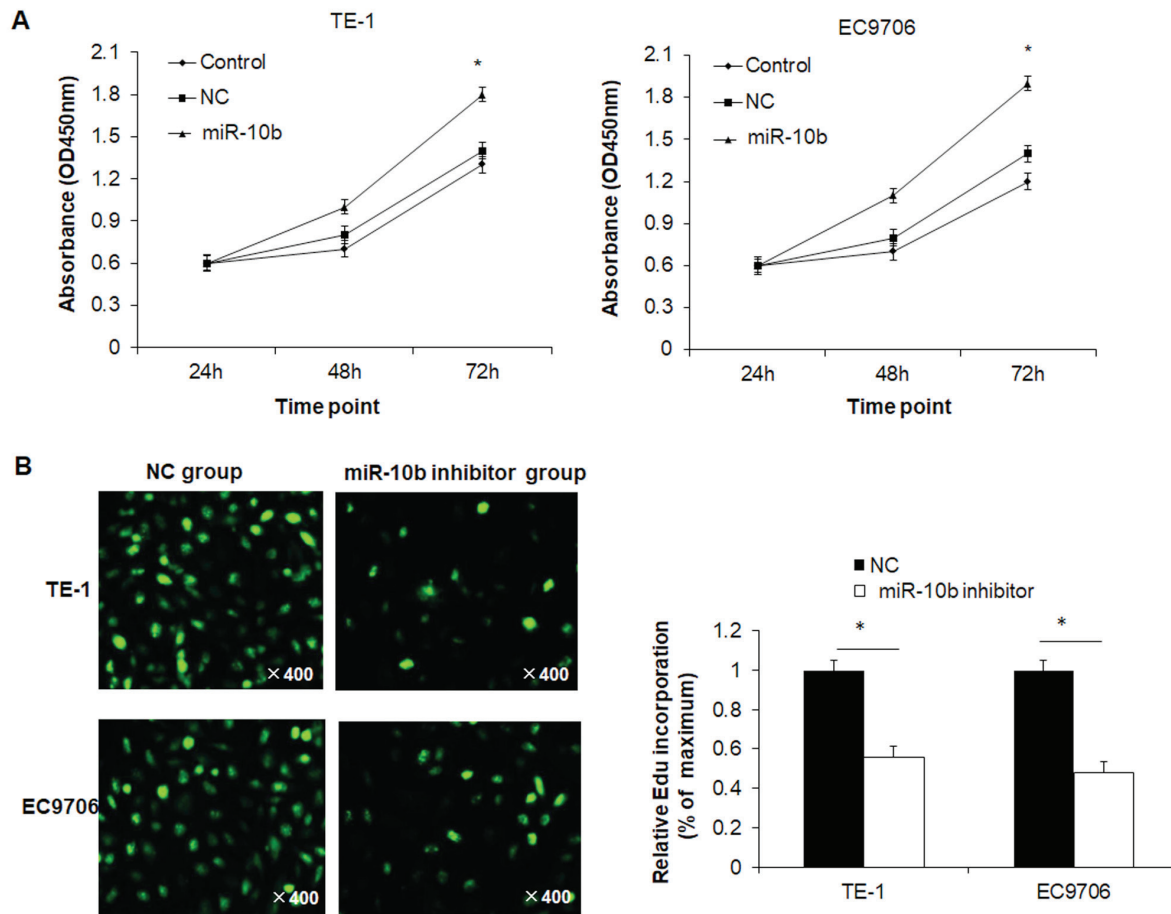 A
TE-1
2.1
1.8
1.5
1.2
0.9
0.6
0.3
0
Absorbance (OD450nm)
Control
NC
miR-10b
*
24h
48h
72h
Time point
EC9706
2.1
1.8
1.5
1.2
0.9
0.6
0.3
0
Absorbance (OD450nm)
Control
NC
miR-10b
*
24h
48h
72h
Time point
B
NC group
miR-10b inhibitor group
TE-1
×400
×400
EC9706
×400
×400
NC
miR-10b inhibitor
Relative Edu incorporation
(% of maximum)
1.2
1
0.8
0.6
0.4
0.2
0
*
*
TE-1
EC9706